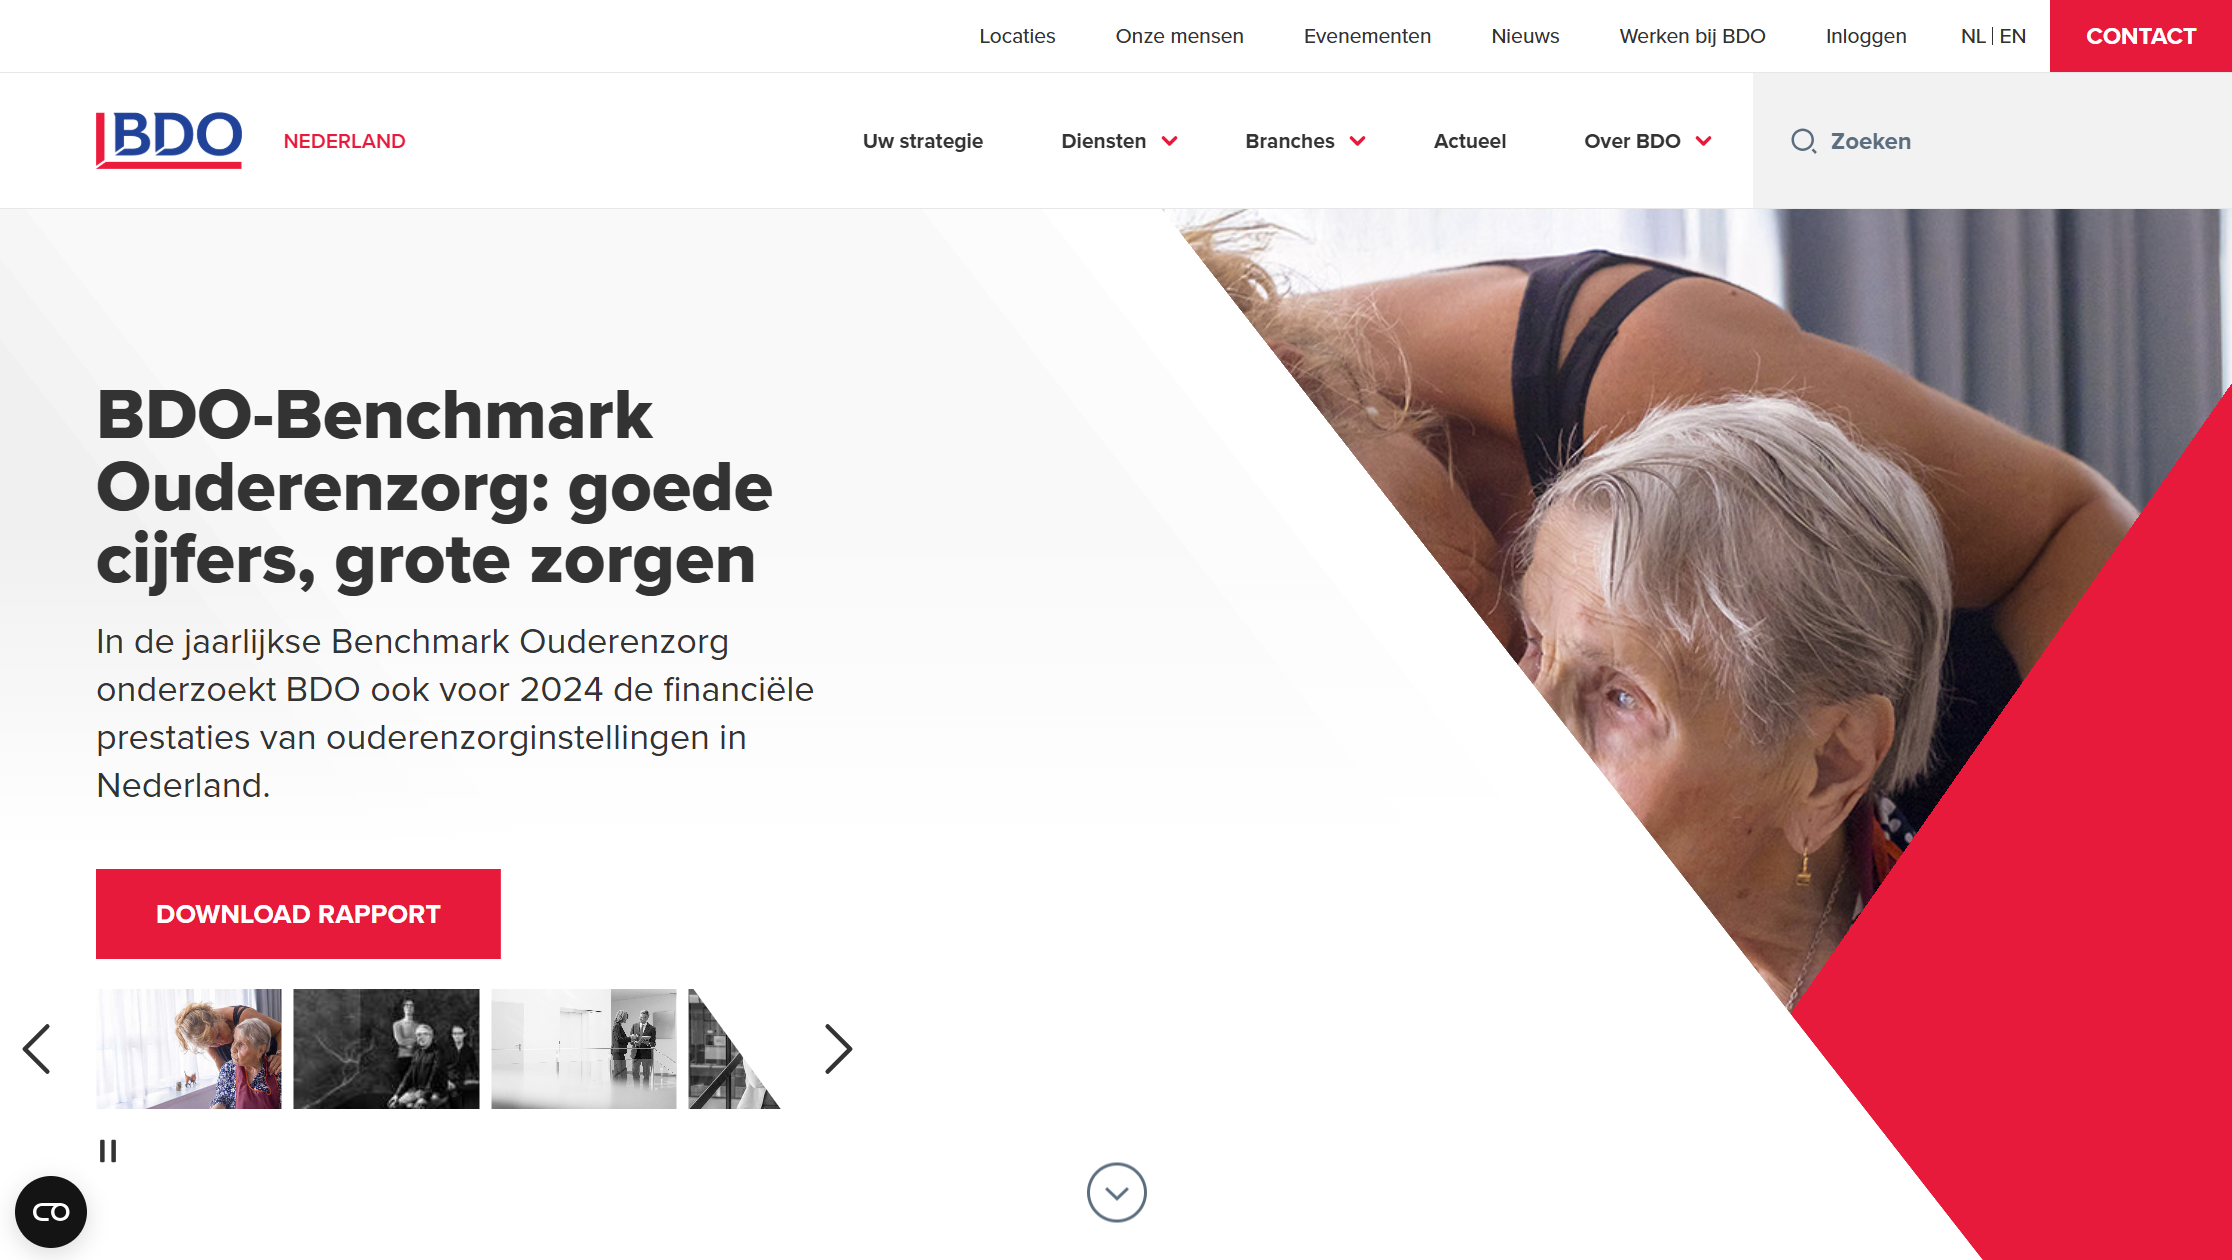 Locaties
Onze mensen
Evenementen
Nieuws
Werken bij BDO
Inloggen
NL | EN
CONTACT
BDO
NEDERLAND
Uw strategie
Diensten
Branches
Actueel
Over BDO
Zoeken
BDO-Benchmark
Ouderenzorg: goede
cijfers, grote zorgen
In de jaarlijkse Benchmark Ouderenzorg
onderzoekt BDO ook voor 2024 de financiële
prestaties van ouderenzorginstellingen in
Nederland.
DOWNLOAD RAPPORT